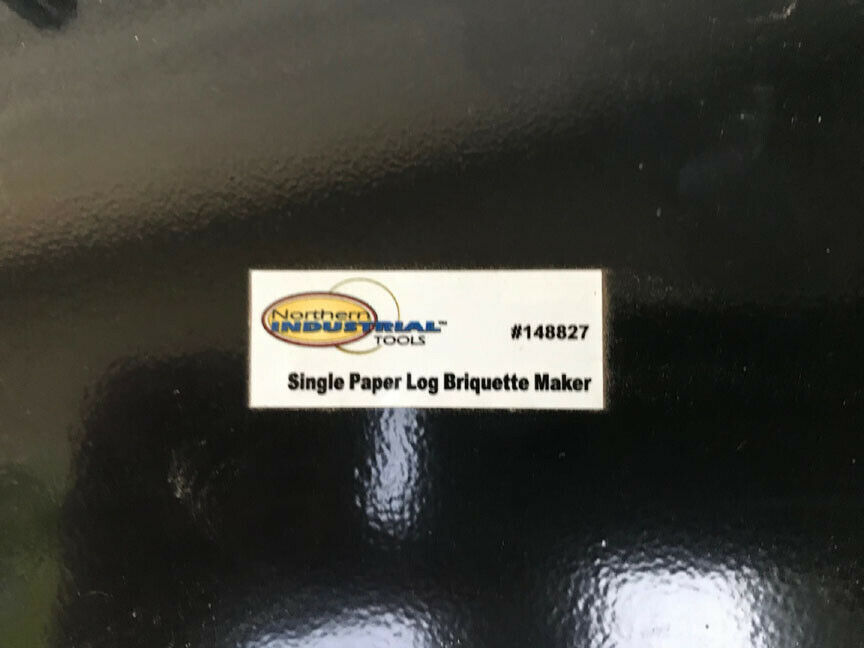 Northern
INDUSTRIAL™
TOOLS
#148827
Single Paper Log Briquette Maker